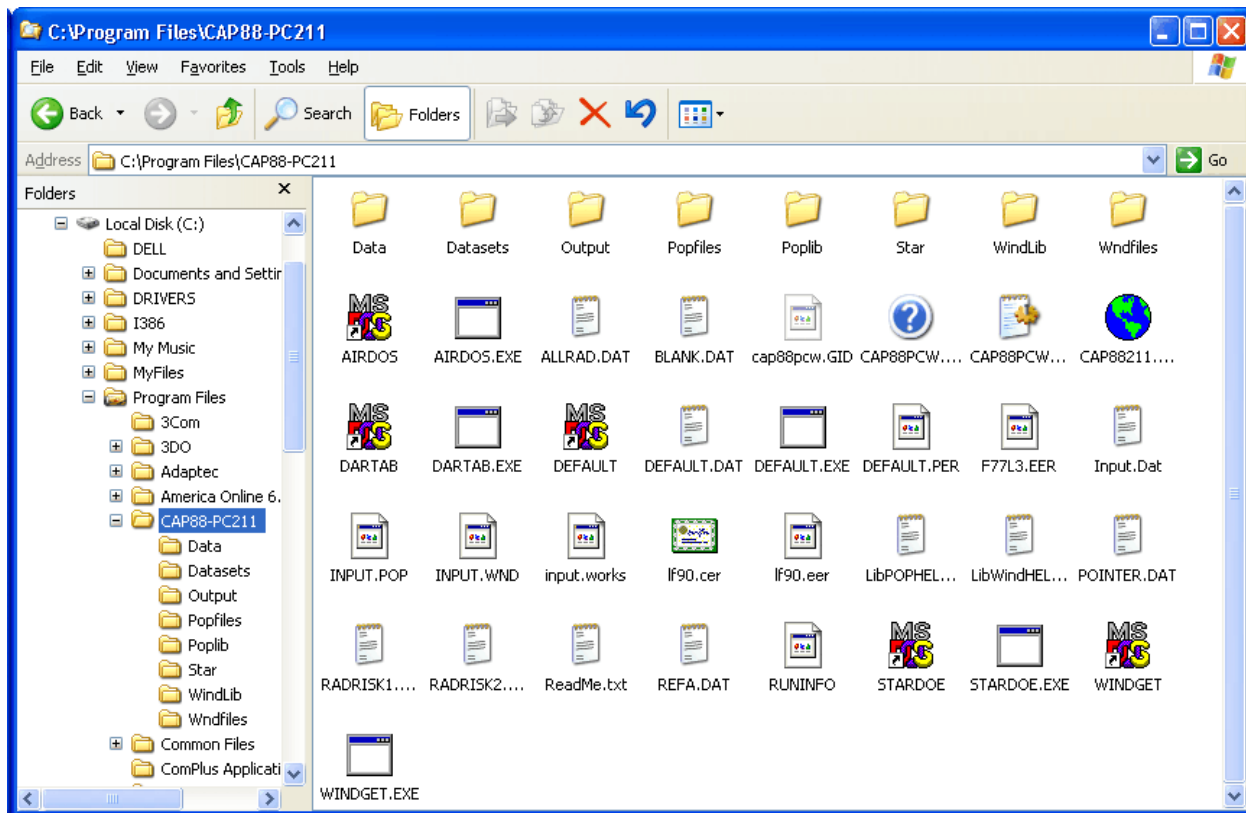 C:\Program Files\CAP88-PC211
File Edit View Favorites Tools Help
Back Search Folders
Address C:\Program Files\CAP88-PC211 Go
Folders
Local Disk (C:)
DELL
Documents and Settir
DRIVERS
I386
My Music
MyFiles
Program Files
3Com
3DO
Adaptec
America Online 6.
CAP88-PC211
Data
Datasets
Output
Popfiles
Poplib
Star
WindLib
Wndfiles
Common Files
ComPlus Applicati
Data Datasets Output Popfiles Poplib Star WindLib Wndfiles
MS
AIRDOS AIRDOS.EXE ALLRAD.DAT BLANK.DAT cap88pcw.GID CAP88PCW.... CAP88PCW... CAP88211....
MS MS
DARTAB DARTAB.EXE DEFAULT DEFAULT.DAT DEFAULT.EXE DEFAULT.PER F77L3.EER Input.Dat
INPUT.POP INPUT.WND input.works lf90.cer lf90.eer LibPOPHEL... LibWindHEL... POINTER.DAT
MS MS
RADRISK1.... RADRISK2.... ReadMe.txt REFA.DAT RUNINFO STARDOE STARDOE.EXE WINDGET
WINDGET.EXE